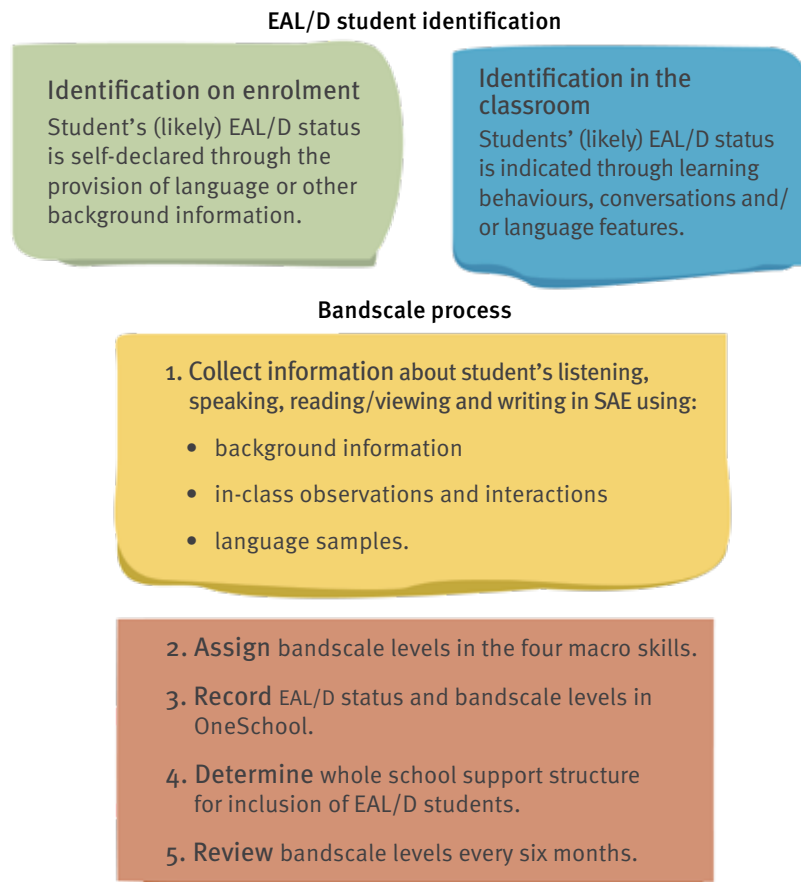 EAL/D student identification
Identification on enrolment
Student's (likely) EAL/D status
is self-declared through the
provision of language or other
background information.
Identification in the
classroom
Students' (likely) EAL/D status
is indicated through learning
behaviours, conversations and/
or language features.
Bandscale process
1. Collect information about student's listening,
speaking, reading/viewing and writing in SAE using:
• background information
• in-class observations and interactions
• language samples.
2. Assign bandscale levels in the four macro skills.
3. Record EAL/D status and bandscale levels in
OneSchool.
4. Determine whole school support structure
for inclusion of EAL/D students.
5. Review bandscale levels every six months.